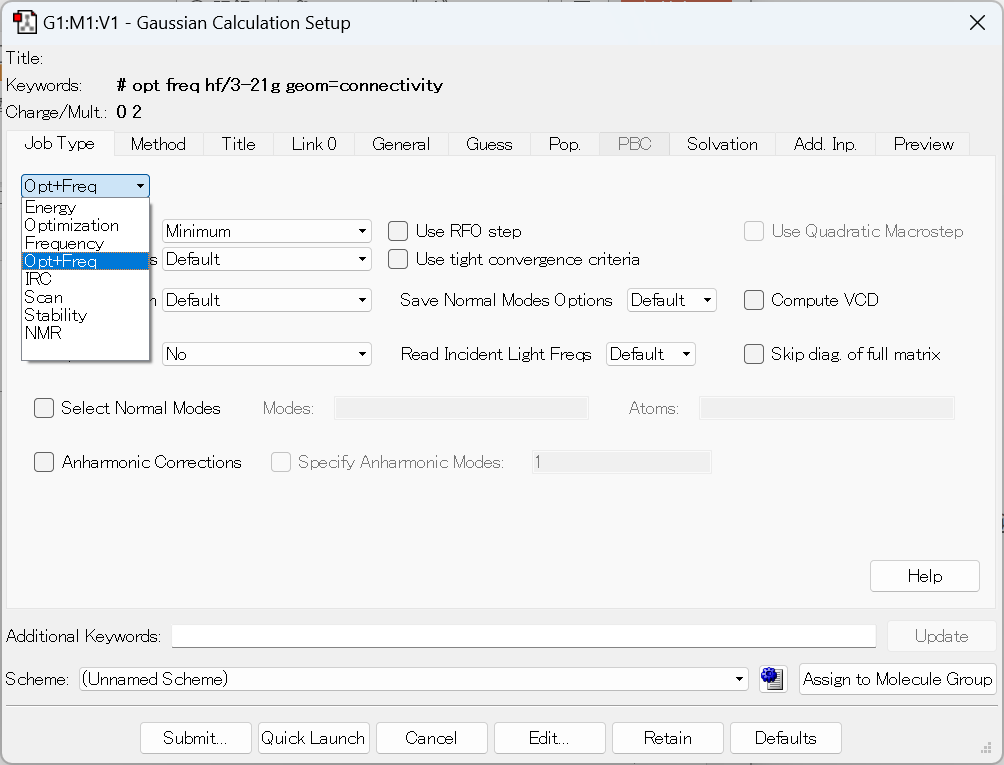 G1:M1:V1 - Gaussian Calculation Setup
Title:
Keywords: # opt freq hf/3-21g geom=connectivity
Charge/Mult.: 0 2
Job Type Method Title Link 0 General Guess Pop. PBC Solvation Add. Inp. Preview
Opt+Freq
Energy
Optimization
Frequency
Opt+Freq
IRC
Scan
Stability
NMR
Minimum Use RFO step Use Quadratic Macrostep
s Default Use tight convergence criteria
Default Save Normal Modes Options Default Compute VCD
No Read Incident Light Freqs Default Skip diag. of full matrix
Select Normal Modes Modes: Atoms:
Anharmonic Corrections Specify Anharmonic Modes: 1
Help
Additional Keywords: Update
Scheme: (Unnamed Scheme) Assign to Molecule Group
Submit... Quick Launch Cancel Edit... Retain Defaults